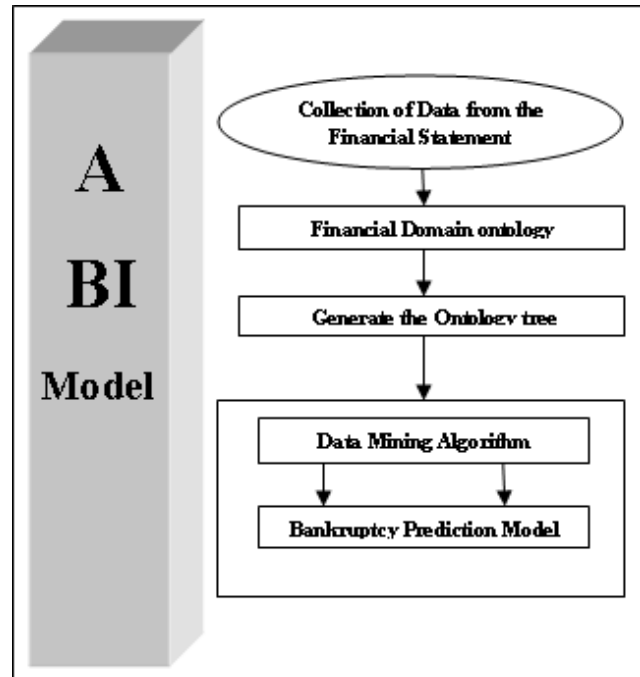 A
BI
Model
Collection of Data from the
Financial Statement
Financial Domain ontology
Generate the Ontology tree
Data Mining Algorithm
Bankruptcy Prediction Model